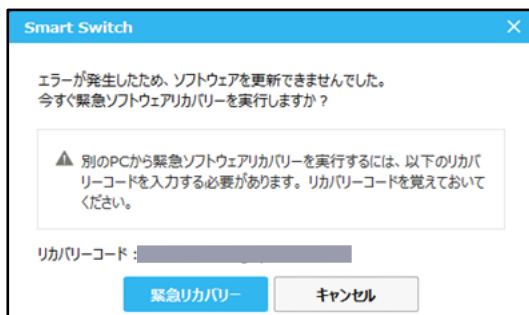 Smart Switch
エラーが発生したため、ソフトウェアを更新できませんでした。
今すぐ緊急ソフトウェアリカバリーを実行しますか？
別のPCから緊急ソフトウェアリカバリーを実行するには、以下のリカバ
リーコードを入力する必要があります。リカバリーコードを覚えておいて
ください。
リカバリーコード：
緊急リカバリー
キャンセル